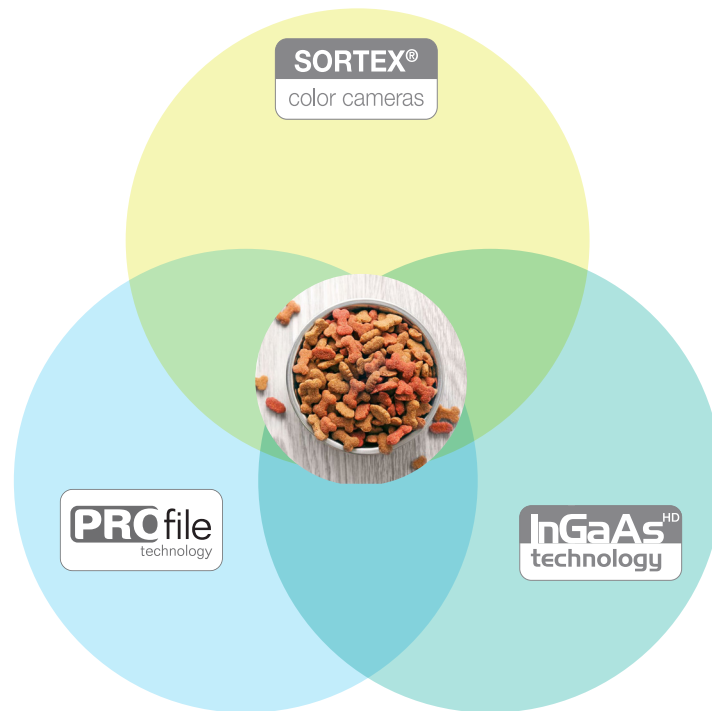 SORTEX®
color cameras
PROfile
technology
InGaAs HD
technology